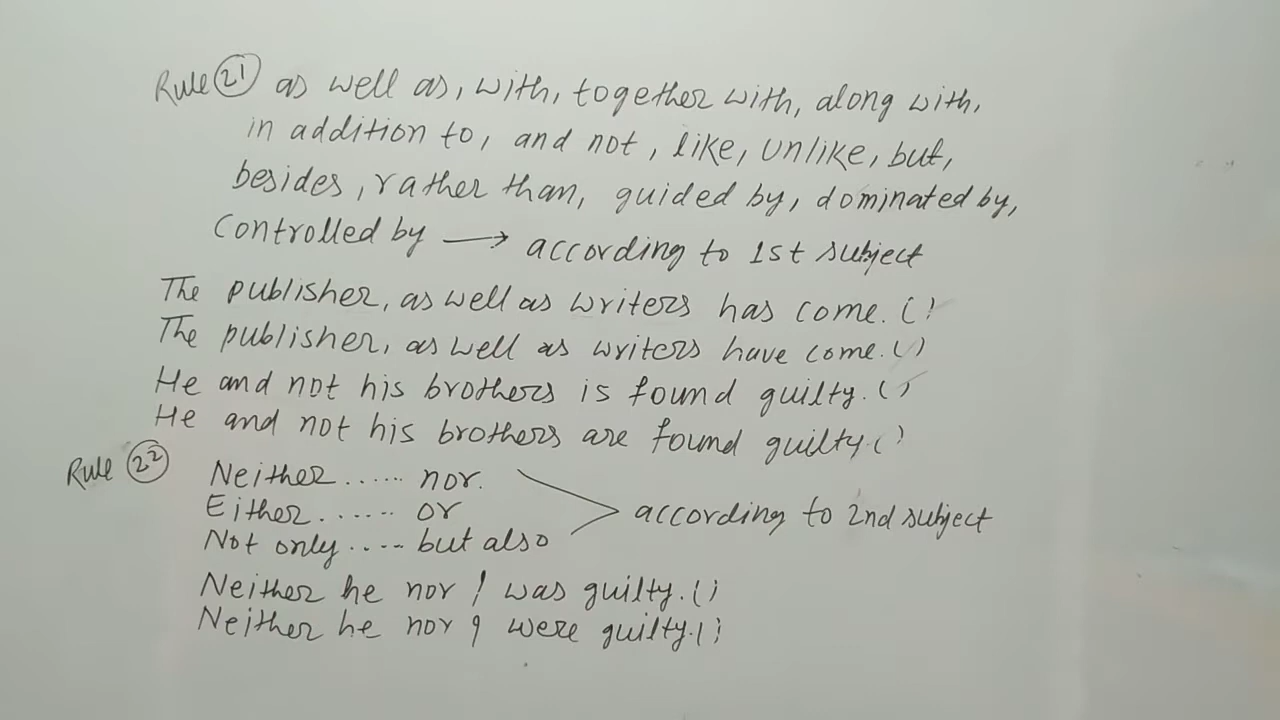 Rule 21 as well as, with, together with, along with,
in addition to, and not, like, unlike, but,
besides, rather than, guided by, dominated by,
controlled by → according to 1st subject
The publisher, as well as writers has come. ( )
The publisher, as well as writers have come. ( )
He and not his brothers is found guilty. ( )
He and not his brothers are found guilty. ( )
Rule 22 Neither ...... nor.
Either ...... or
Not only ..... but also
according to 2nd subject
Neither he nor I was guilty. ( )
Neither he nor I were guilty. ( )